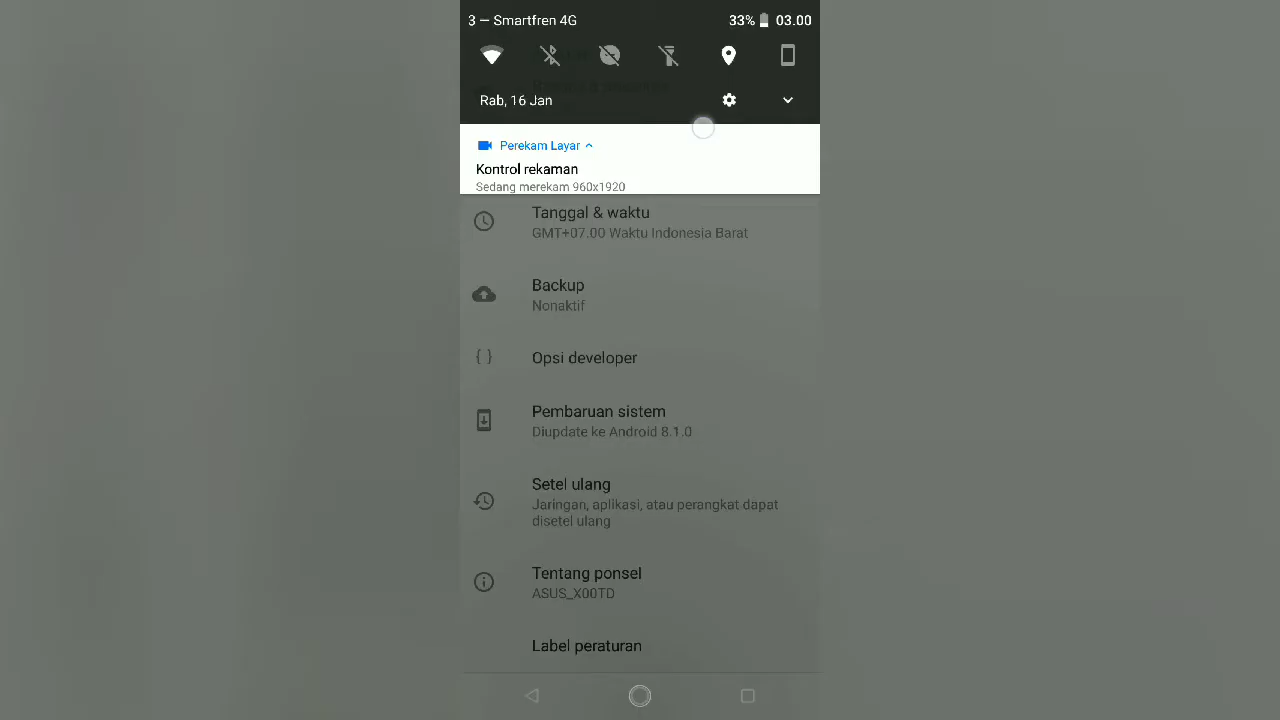 3 — Smartfren 4G
33% 03.00
Rab, 16 Jan
Perekam Layar
Kontrol rekaman
Sedang merekam 960x1920
Tanggal & waktu
GMT+07.00 Waktu Indonesia Barat
Backup
Nonaktif
Opsi developer
Pembaruan sistem
Diupdate ke Android 8.1.0
Setel ulang
Jaringan, aplikasi, atau perangkat dapat
disetel ulang
Tentang ponsel
ASUS_X00TD
Label peraturan